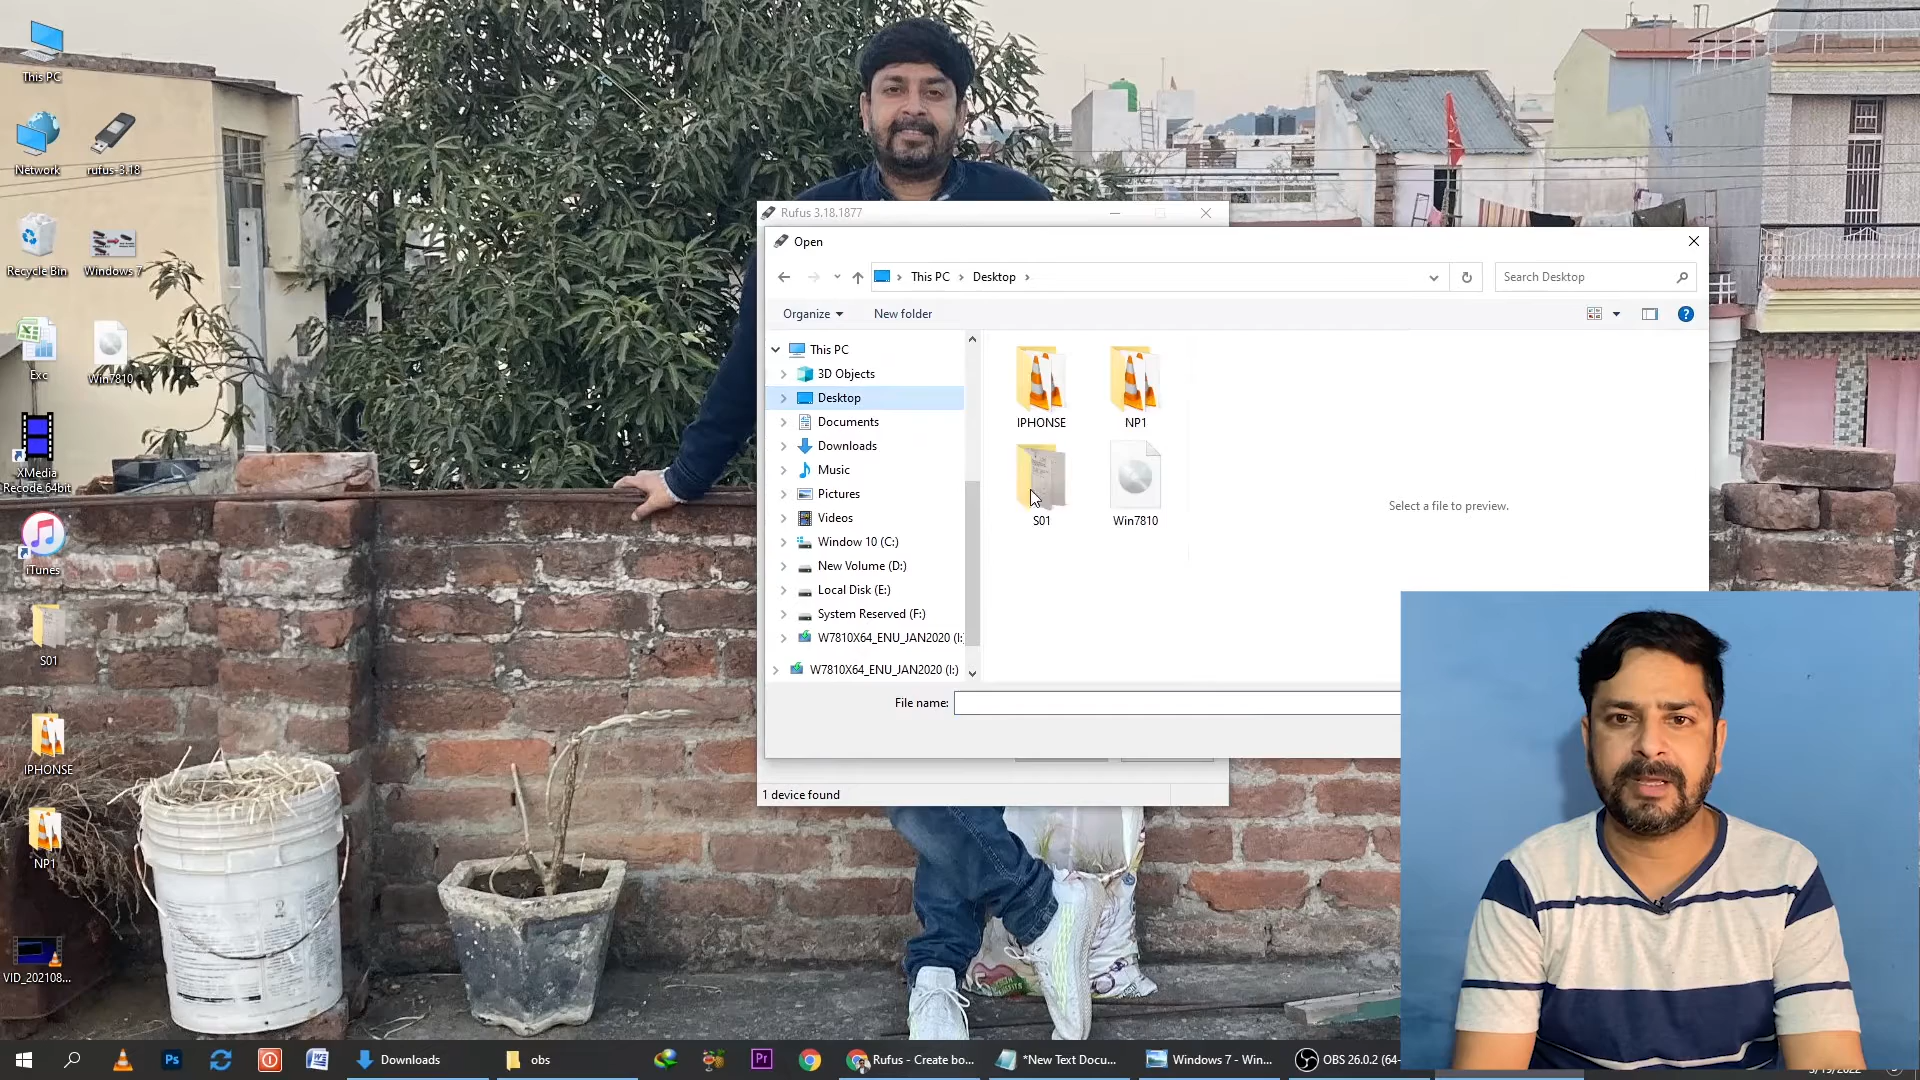 This PC
Network
rufus-3.18
Recycle Bin
Windows 7
Exc
Win7810
XMedia
Recode 64bit
iTunes
S01
IPHONSE
NP1
VID_202108...
Rufus 3.18.1877
Open
This PC
Desktop
Search Desktop
Organize
New folder
This PC
3D Objects
Desktop
Documents
Downloads
Music
Pictures
Videos
Window 10 (C:)
New Volume (D:)
Local Disk (E:)
System Reserved (F:)
W7810X64_ENU_JAN2020 (I:
W7810X64_ENU_JAN2020 (I:)
IPHONSE
NP1
S01
Win7810
Select a file to preview.
File name:
1 device found
Downloads
obs
Rufus - Create bo...
*New Text Docu...
Windows 7 - Win...
OBS 26.0.2 (64-